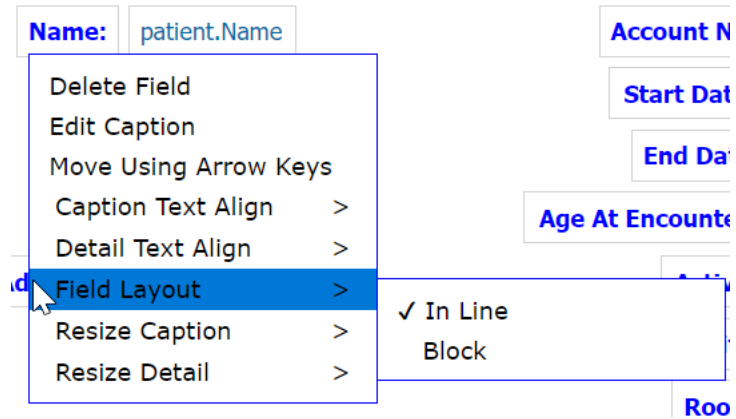 Name: patient.Name Account N
Delete Field
Start Dat
Edit Caption
End Dat
Move Using Arrow Keys
Caption Text Align >
Age At Encounte
Detail Text Align >
Field Layout >
✓ In Line
Resize Caption >
Block
Resize Detail >
Roo